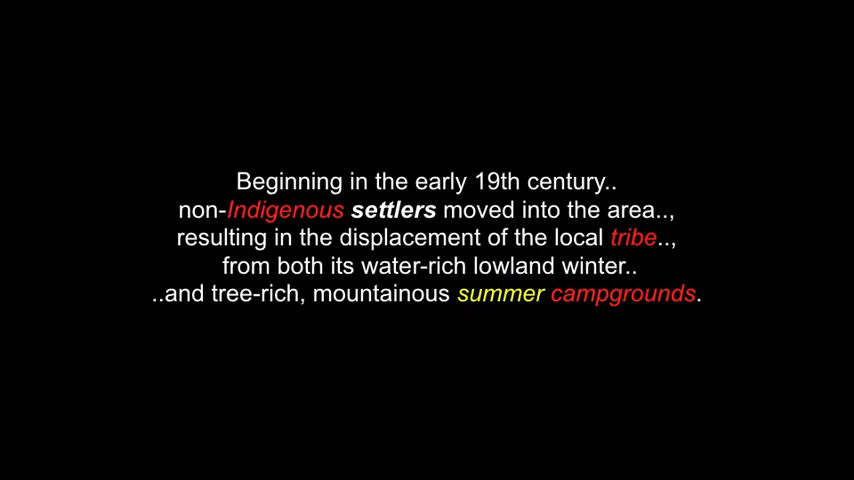 Beginning in the early 19th century..
non-Indigenous settlers moved into the area..,
resulting in the displacement of the local tribe..,
from both its water-rich lowland winter..
..and tree-rich, mountainous summer campgrounds.